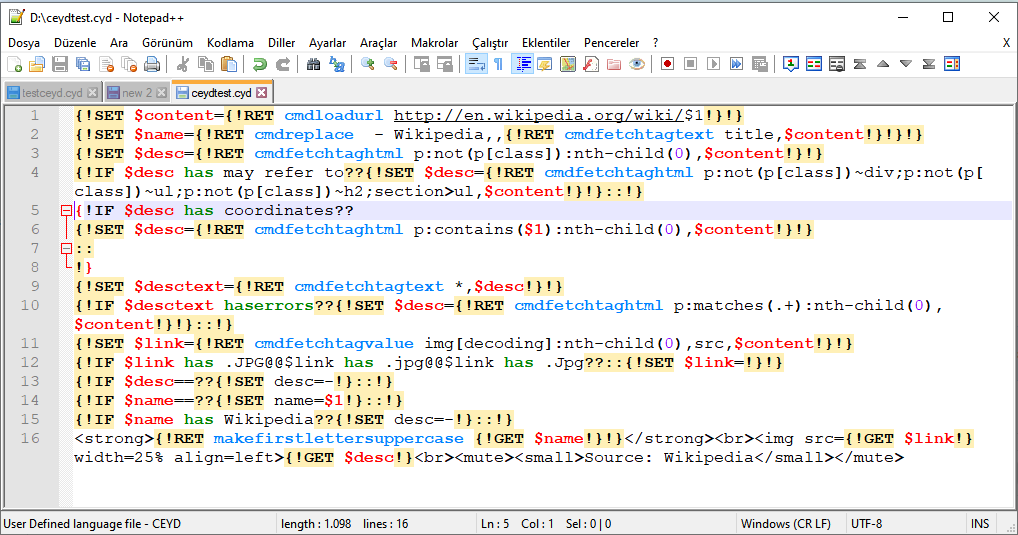 D:\ceydtest.cyd - Notepad++
Dosya Düzenle Ara Görünüm Kodlama Diller Ayarlar Araçlar Makrolar Çalıştır Eklentiler Pencereler ? X
testceyd.cyd new 2 ceydtest.cyd
1 {!SET $content={!RET cmdloadurl http://en.wikipedia.org/wiki/$1!}!}
2 {!SET $name={!RET cmdreplace  - Wikipedia,,{!RET cmdfetchtagtext title,$content!}!}!}
3 {!SET $desc={!RET cmdfetchtaghtml p:not(p[class]):nth-child(0),$content!}!}
4 {!IF $desc has may refer to??{!SET $desc={!RET cmdfetchtaghtml p:not(p[class])~div;p:not(p[
class])~ul;p:not(p[class])~h2;section>ul,$content!}!}::!}
5 {!IF $desc has coordinates??
6 {!SET $desc={!RET cmdfetchtaghtml p:contains($1):nth-child(0),$content!}!}
7 ::
8 !}
9 {!SET $desctext={!RET cmdfetchtagtext *,$desc!}!}
10 {!IF $desctext haserrors??{!SET $desc={!RET cmdfetchtaghtml p:matches(.+):nth-child(0),
$content!}!}::!}
11 {!SET $link={!RET cmdfetchtagvalue img[decoding]:nth-child(0),src,$content!}!}
12 {!IF $link has .JPG@@$link has .jpg@@$link has .Jpg??::{!SET $link=!}!}
13 {!IF $desc==??{!SET desc=-!}::!}
14 {!IF $name==??{!SET name=$1!}::!}
15 {!IF $name has Wikipedia??{!SET desc=-!}::!}
16 <strong>{!RET makefirstlettersuppercase {!GET $name!}!}</strong><br><img src={!GET $link!}
width=25% align=left>{!GET $desc!}<br><mute><small>Source: Wikipedia</small></mute>
User Defined language file - CEYD length : 1.098 lines : 16 Ln : 5 Col : 1 Sel : 0 | 0 Windows (CR LF) UTF-8 INS